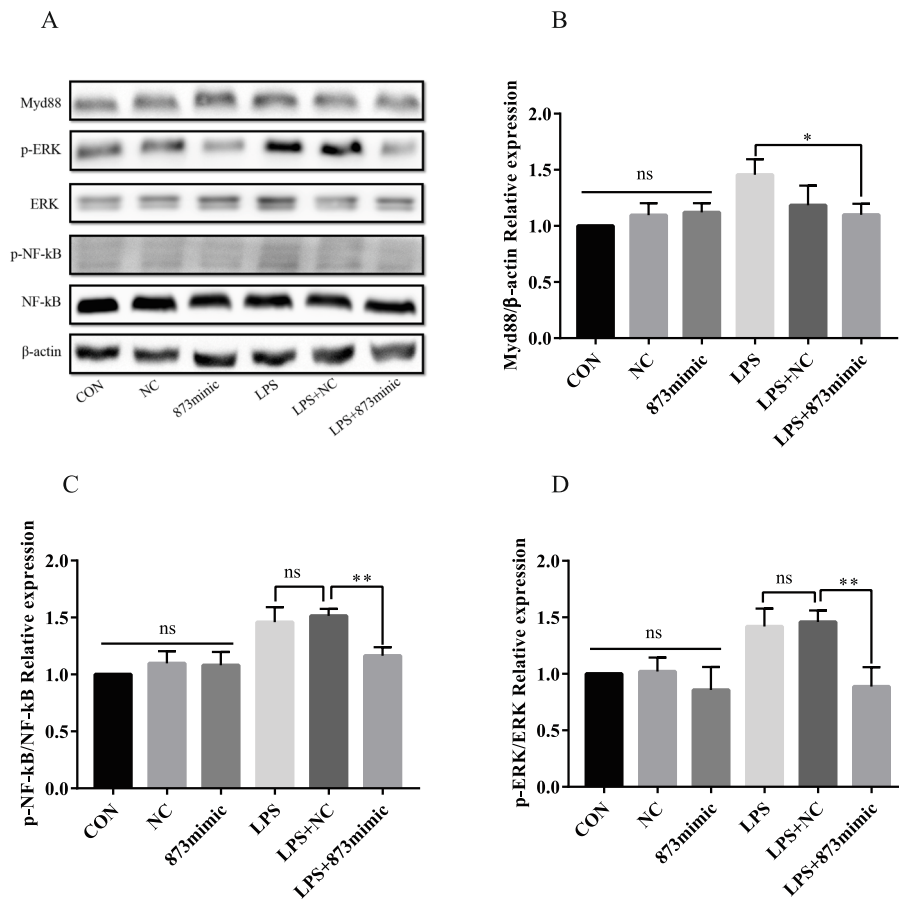 A
Myd88
p-ERK
ERK
p-NF-kB
NF-kB
β-actin
CON
NC
873mimic
LPS
LPS+NC
LPS+873mimic
B
Myd88/β-actin Relative expression
2.0
1.5
1.0
0.5
0.0
ns
*
CON
NC
873mimic
LPS
LPS+NC
LPS+873mimic
C
p-NF-kB/NF-kB Relative expression
2.0
1.5
1.0
0.5
0.0
ns
ns
**
CON
NC
873mimic
LPS
LPS+NC
LPS+873mimic
D
p-ERK/ERK Relative expression
2.0
1.5
1.0
0.5
0.0
ns
ns
**
CON
NC
873mimic
LPS
LPS+NC
LPS+873mimic